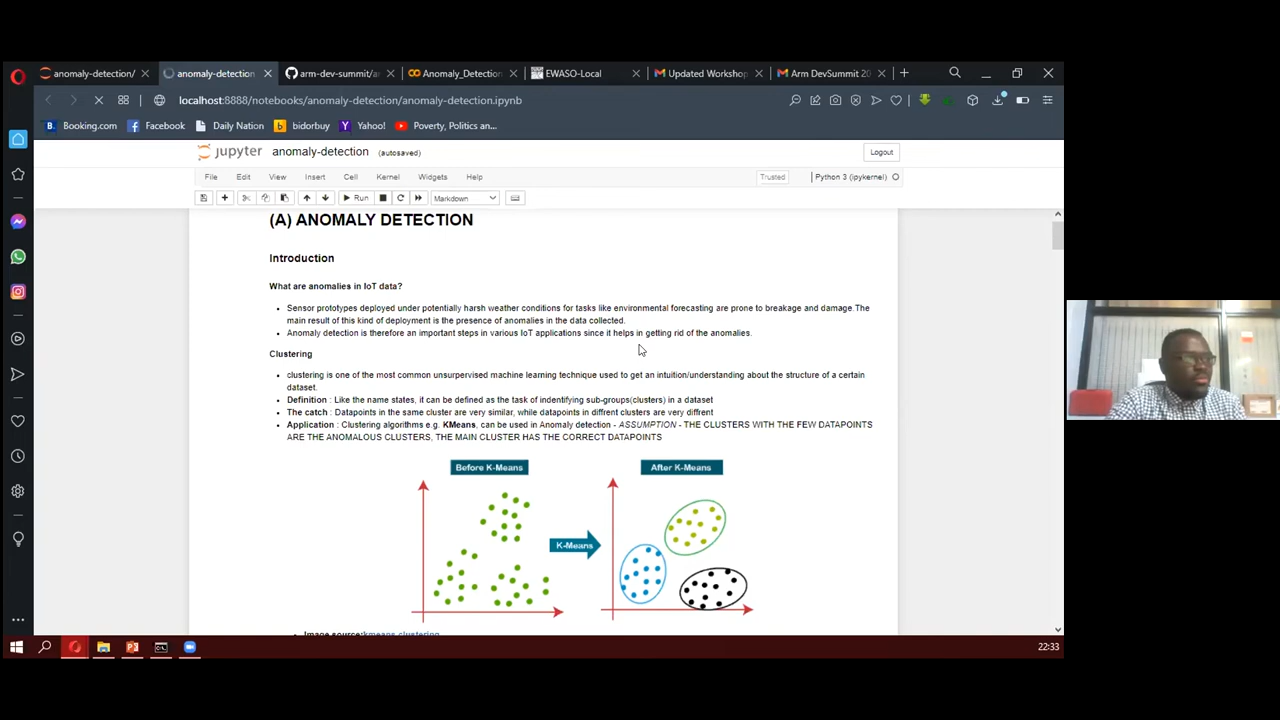 anomaly-detection/
anomaly-detection
arm-dev-summit/ar
Anomaly_Detection
EWASO-Local
Updated Workshop
Arm DevSummit 20
localhost:8888/notebooks/anomaly-detection/anomaly-detection.ipynb
Booking.com
Facebook
Daily Nation
bidorbuy
Yahoo!
Poverty, Politics an...
jupyter anomaly-detection (autosaved)
Logout
File Edit View Insert Cell Kernel Widgets Help
Trusted
Python 3 (ipykernel)
Run
Markdown
(A) ANOMALY DETECTION
Introduction
What are anomalies in IoT data?
Sensor prototypes deployed under potentially harsh weather conditions for tasks like environmental forecasting are prone to breakage and damage.The
main result of this kind of deployment is the presence of anomalies in the data collected.
Anomaly detection is therefore an important steps in various IoT applications since it helps in getting rid of the anomalies.
Clustering
clustering is one of the most common unsurpervised machine learning technique used to get an intuition/understanding about the structure of a certain
dataset.
Definition : Like the name states, it can be defined as the task of indentifying sub-groups(clusters) in a dataset
The catch : Datapoints in the same cluster are very similar, while datapoints in diffrent clusters are very diffrent
Application : Clustering algorithms e.g. KMeans, can be used in Anomaly detection - ASSUMPTION - THE CLUSTERS WITH THE FEW DATAPOINTS
ARE THE ANOMALOUS CLUSTERS, THE MAIN CLUSTER HAS THE CORRECT DATAPOINTS
Before K-Means
After K-Means
K-Means
Image source:kmeans clustering
22:33